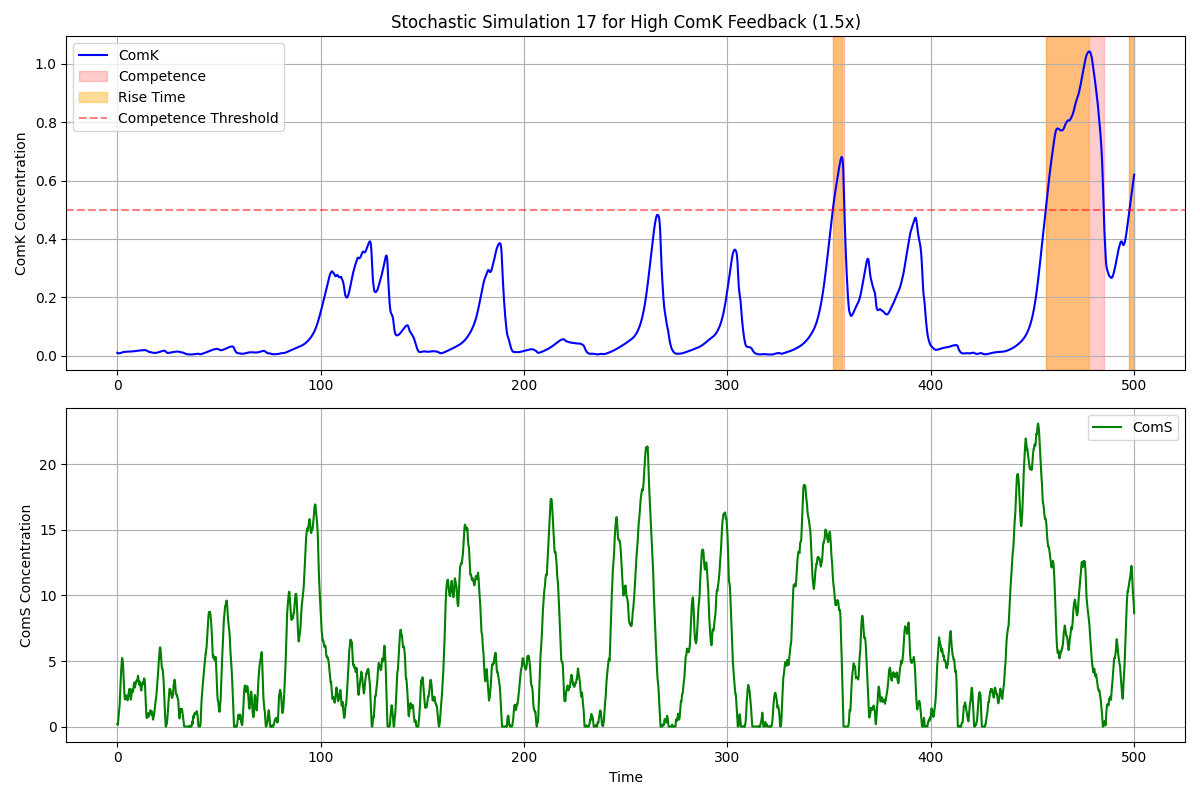 Stochastic Simulation 17 for High ComK Feedback (1.5x)
ComK
Competence
Rise Time
Competence Threshold
ComK Concentration
1.0
0.8
0.6
0.4
0.2
0.0
0 100 200 300 400 500
ComS
ComS Concentration
20
15
10
5
0
0 100 200 300 400 500
Time